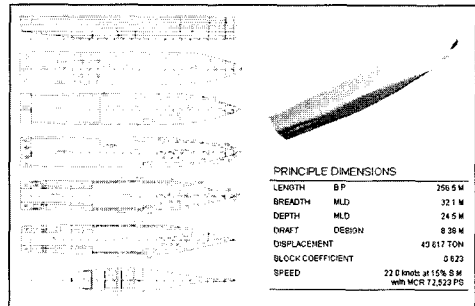 PRINCIPLE DIMENSIONS
LENGTH B P 256.5 M
BREADTH MLD 32.1 M
DEPTH MLD 24.5 M
DRAFT DESIGN 8.38 M
DISPLACEMENT 43 617 TON
BLOCK COEFFICIENT 0.623
SPEED 22.0 knots at 15% S.M.
with MCR 72,523 PS